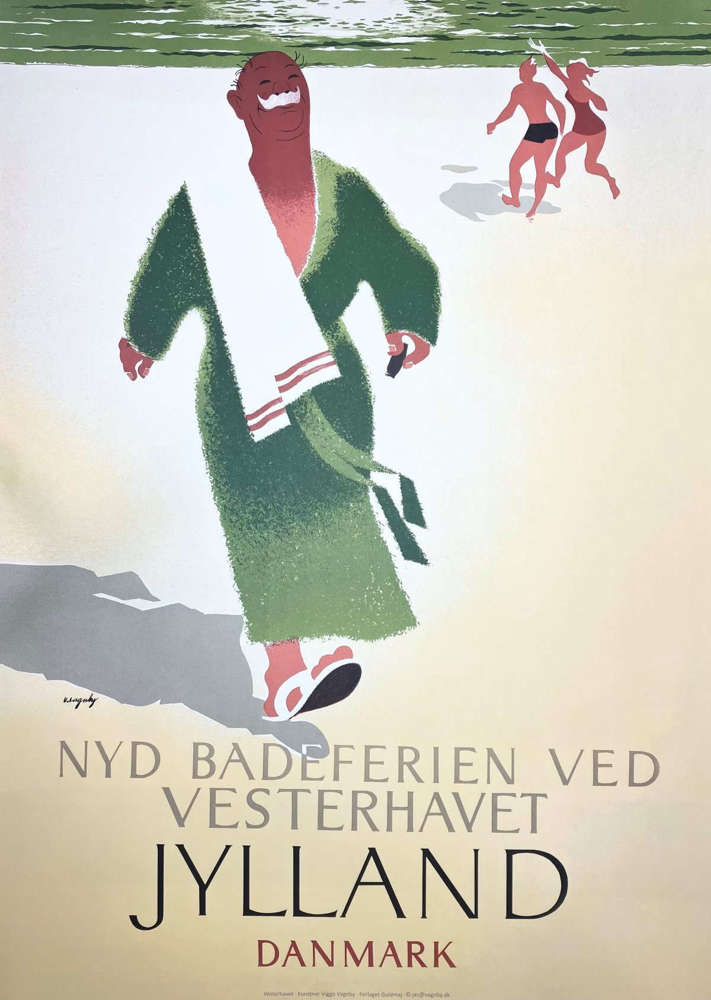 v.vagnby
NYD BADEFERIEN VED
VESTERHAVET
JYLLAND
DANMARK
Vesterhavet · Kunstner Viggo Vagnby · Forlaget Guldmaj · © jes@vagnby.dk